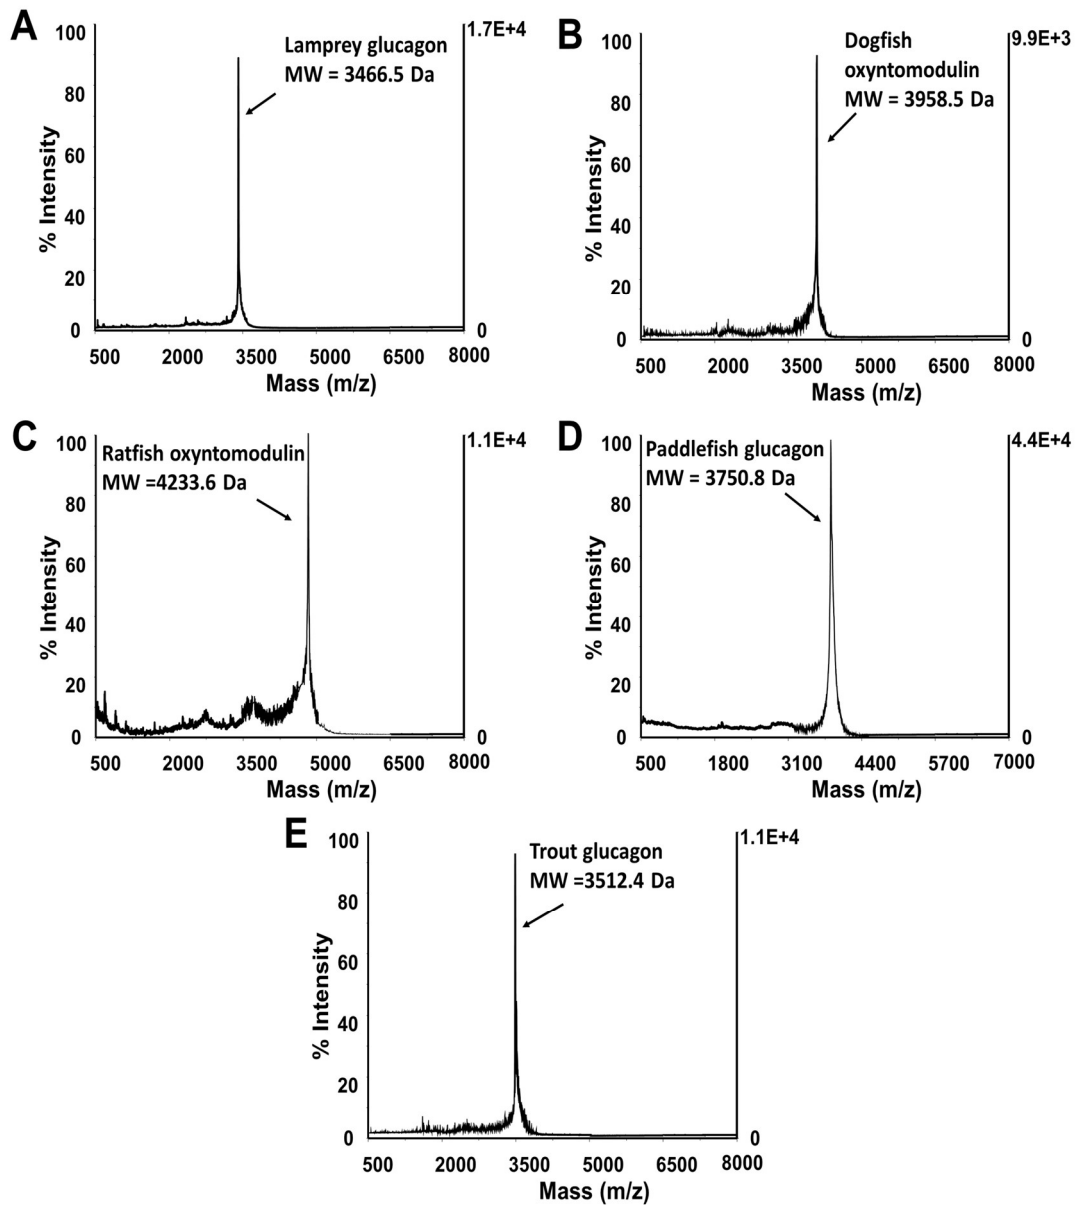 A
100
80
60
40
20
0
% Intensity
Lamprey glucagon
MW = 3466.5 Da
1.7E+4
0
500 2000 3500 5000 6500 8000
Mass (m/z)
B
100
80
60
40
20
0
% Intensity
Dogfish
oxyntomodulin
MW = 3958.5 Da
9.9E+3
0
500 2000 3500 5000 6500 8000
Mass (m/z)
C
100
80
60
40
20
0
% Intensity
Ratfish oxyntomodulin
MW =4233.6 Da
1.1E+4
0
500 2000 3500 5000 6500 8000
Mass (m/z)
D
100
80
60
40
20
0
% Intensity
Paddlefish glucagon
MW = 3750.8 Da
4.4E+4
0
500 1800 3100 4400 5700 7000
Mass (m/z)
E
100
80
60
40
20
0
% Intensity
Trout glucagon
MW =3512.4 Da
1.1E+4
0
500 2000 3500 5000 6500 8000
Mass (m/z)